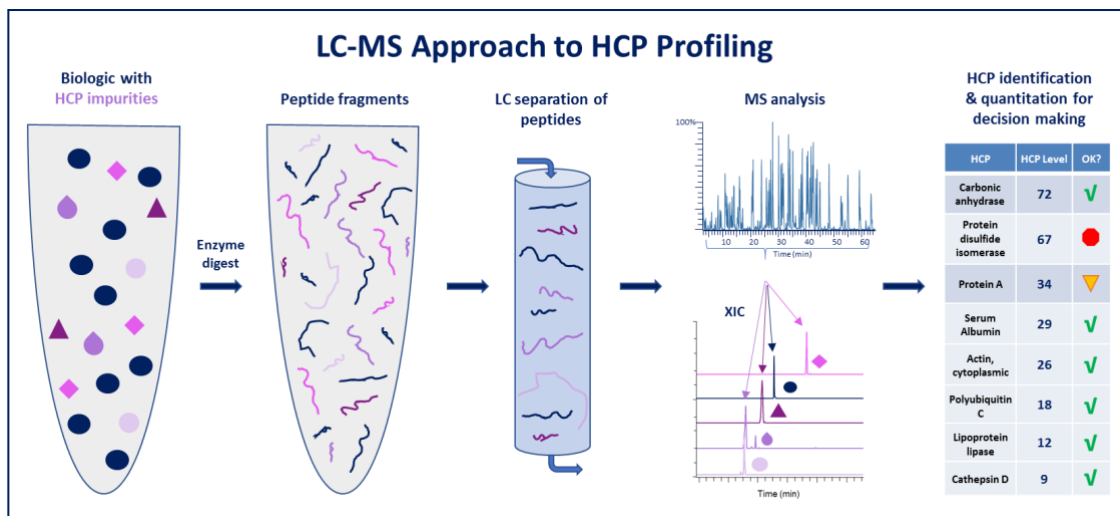 LC-MS Approach to HCP Profiling
Biologic with
HCP impurities
Enzyme
digest
Peptide fragments
LC separation of
peptides
MS analysis
100%
10 20 30 40 50 60
Time (min)
XIC
Time (min)
HCP identification
& quantitation for
decision making
HCP HCP Level OK?
Carbonic
anhydrase 72 √
Protein
disulfide
isomerase 67
Protein A 34
Serum
Albumin 29 √
Actin,
cytoplasmic 26 √
Polyubiquitin
C 18 √
Lipoprotein
lipase 12 √
Cathepsin D 9 √